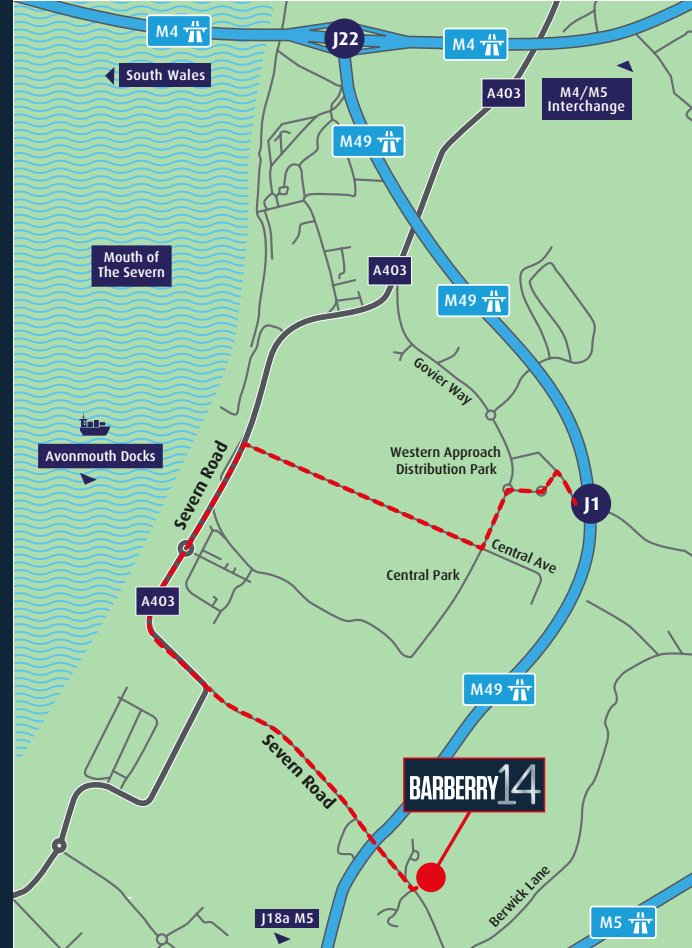 M4
J22
M4
South Wales
A403
M4/M5
Interchange
M49
Mouth of
The Severn
A403
M49
Govier Way
Avonmouth Docks
Severn Road
Western Approach
Distribution Park
J1
Central Ave
Central Park
A403
M49
Severn Road
BARBERRY 14
Berwick Lane
J18a M5
M5